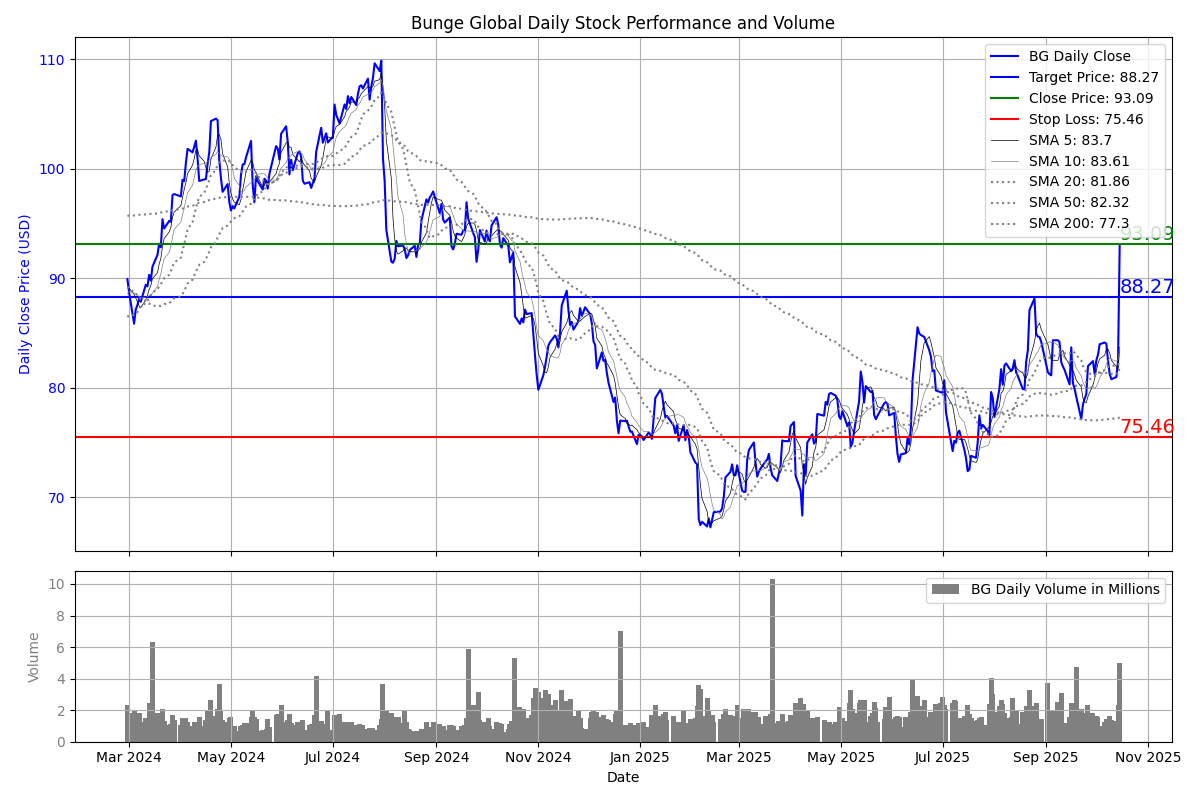 Bunge Global Daily Stock Performance and Volume
110
100
90
80
70
Daily Close Price (USD)
BG Daily Close
Target Price: 88.27
Close Price: 93.09
Stop Loss: 75.46
SMA 5: 83.7
SMA 10: 83.61
SMA 20: 81.86
SMA 50: 82.32
SMA 200: 77.3
93.09
88.27
75.46
10
8
6
4
2
0
Volume
BG Daily Volume in Millions
Mar 2024
May 2024
Jul 2024
Sep 2024
Nov 2024
Jan 2025
Mar 2025
May 2025
Jul 2025
Sep 2025
Nov 2025
Date